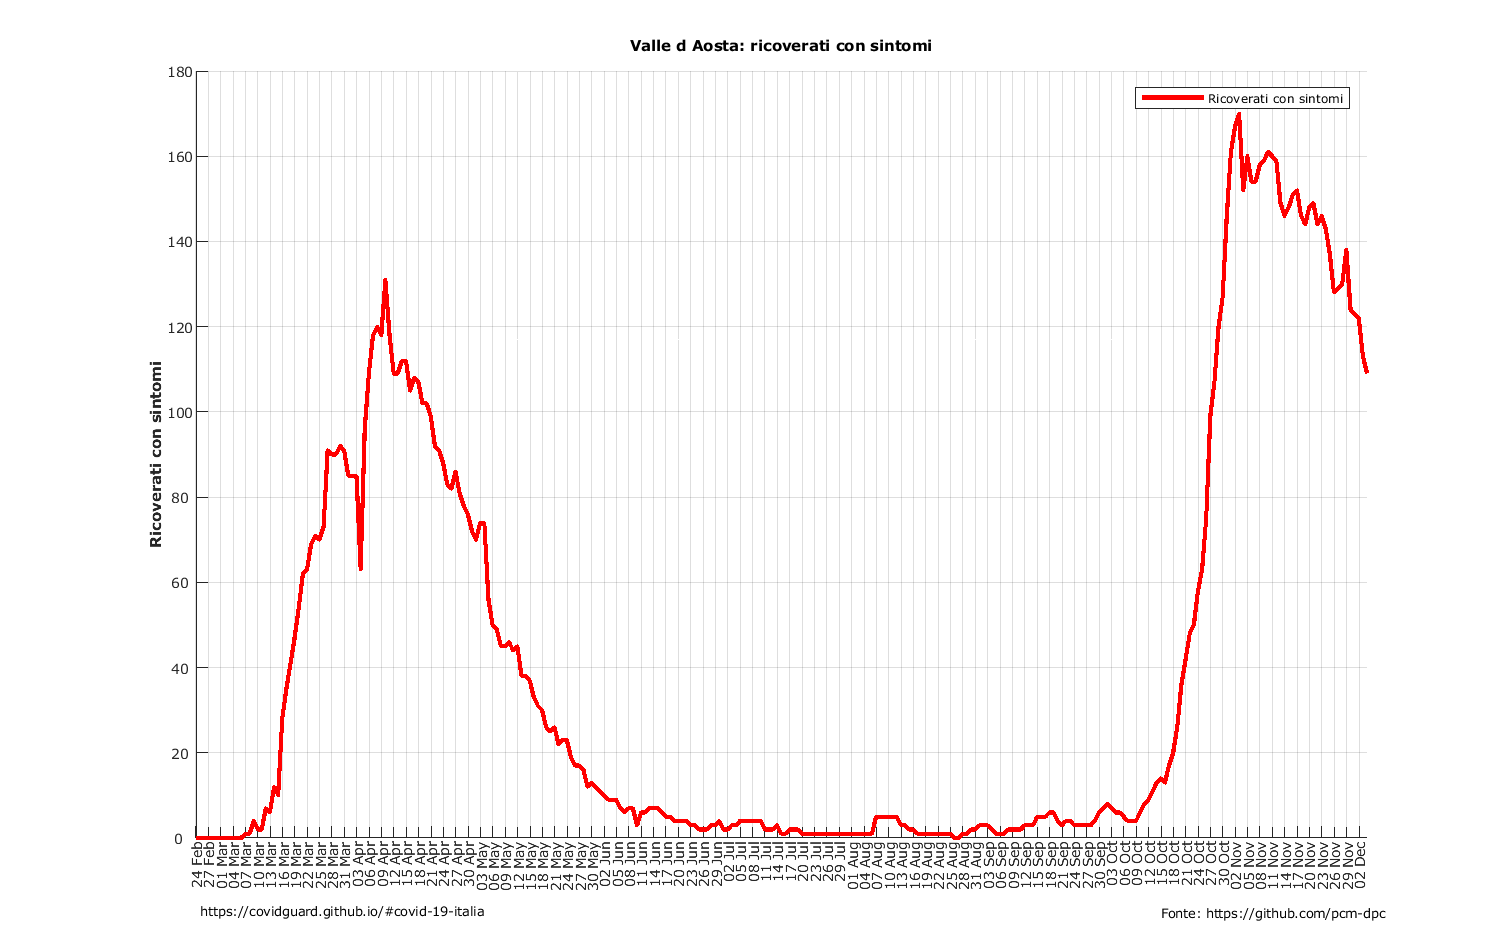 Valle d Aosta: ricoverati con sintomi
Ricoverati con sintomi
Ricoverati con sintomi
180
160
140
120
100
80
60
40
20
0
24 Feb
27 Feb
01 Mar
04 Mar
07 Mar
10 Mar
13 Mar
16 Mar
19 Mar
22 Mar
25 Mar
28 Mar
31 Mar
03 Apr
06 Apr
09 Apr
12 Apr
15 Apr
18 Apr
21 Apr
24 Apr
27 Apr
30 Apr
03 May
06 May
09 May
12 May
15 May
18 May
21 May
24 May
27 May
30 May
02 Jun
05 Jun
08 Jun
11 Jun
14 Jun
17 Jun
20 Jun
23 Jun
26 Jun
29 Jun
02 Jul
05 Jul
08 Jul
11 Jul
14 Jul
17 Jul
20 Jul
23 Jul
26 Jul
29 Jul
01 Aug
04 Aug
07 Aug
10 Aug
13 Aug
16 Aug
19 Aug
22 Aug
25 Aug
28 Aug
31 Aug
03 Sep
06 Sep
09 Sep
12 Sep
15 Sep
18 Sep
21 Sep
24 Sep
27 Sep
30 Sep
03 Oct
06 Oct
09 Oct
12 Oct
15 Oct
18 Oct
21 Oct
24 Oct
27 Oct
30 Oct
02 Nov
05 Nov
08 Nov
11 Nov
14 Nov
17 Nov
20 Nov
23 Nov
26 Nov
29 Nov
02 Dec
https://covidguard.github.io/#covid-19-italia
Fonte: https://github.com/pcm-dpc